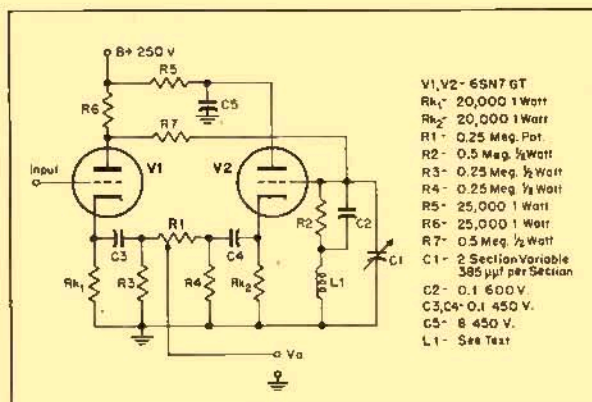 B+ 250 v
R5
C5
R6
R7
Input
V1
V2
R1
R2
C2
C1
C3
C4
L1
Rk₁
R3
R4
Rk₂
Va
V1,V2- 6SN7 GT
Rk₁- 20,000 1 Watt
Rk₂- 20,000 1 Watt
R1- 0.25 Meg. Pot.
R2- 0.5 Meg. ½ Watt
R3- 0.25 Meg. ½ Watt
R4- 0.25 Meg. ½ Watt
R5- 25,000 1 Watt
R6- 25,000 1 Watt
R7- 0.5 Meg. ½ Watt
C1- 2 Section Variable
385 µµf per Section
C2- 0.1 600 V.
C3,C4- 0.1 450 V.
C5- 8 450 V.
L1- See Text